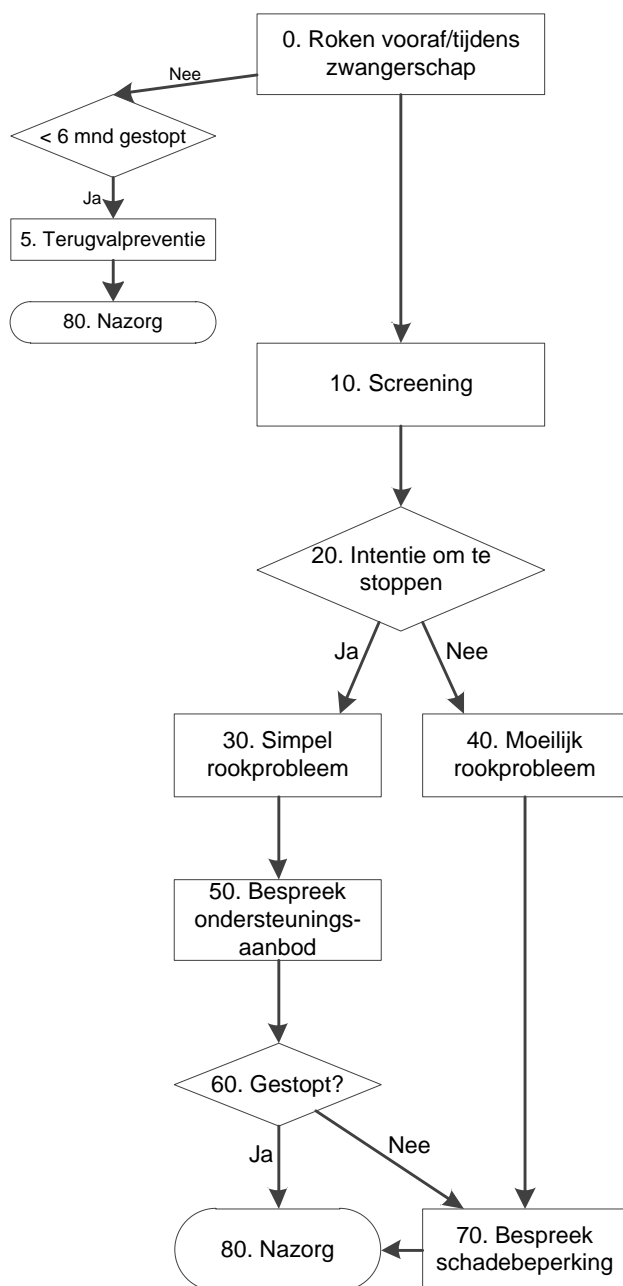 0. Roken vooraf/tijdens
zwangerschap
Nee
< 6 mnd gestopt
Ja
5. Terugvalpreventie
80. Nazorg
10. Screening
20. Intentie om te
stoppen
Ja
Nee
30. Simpel
rookprobleem
40. Moeilijk
rookprobleem
50. Bespreek
ondersteunings-
aanbod
60. Gestopt?
Ja
Nee
80. Nazorg
70. Bespreek
schadebeperking